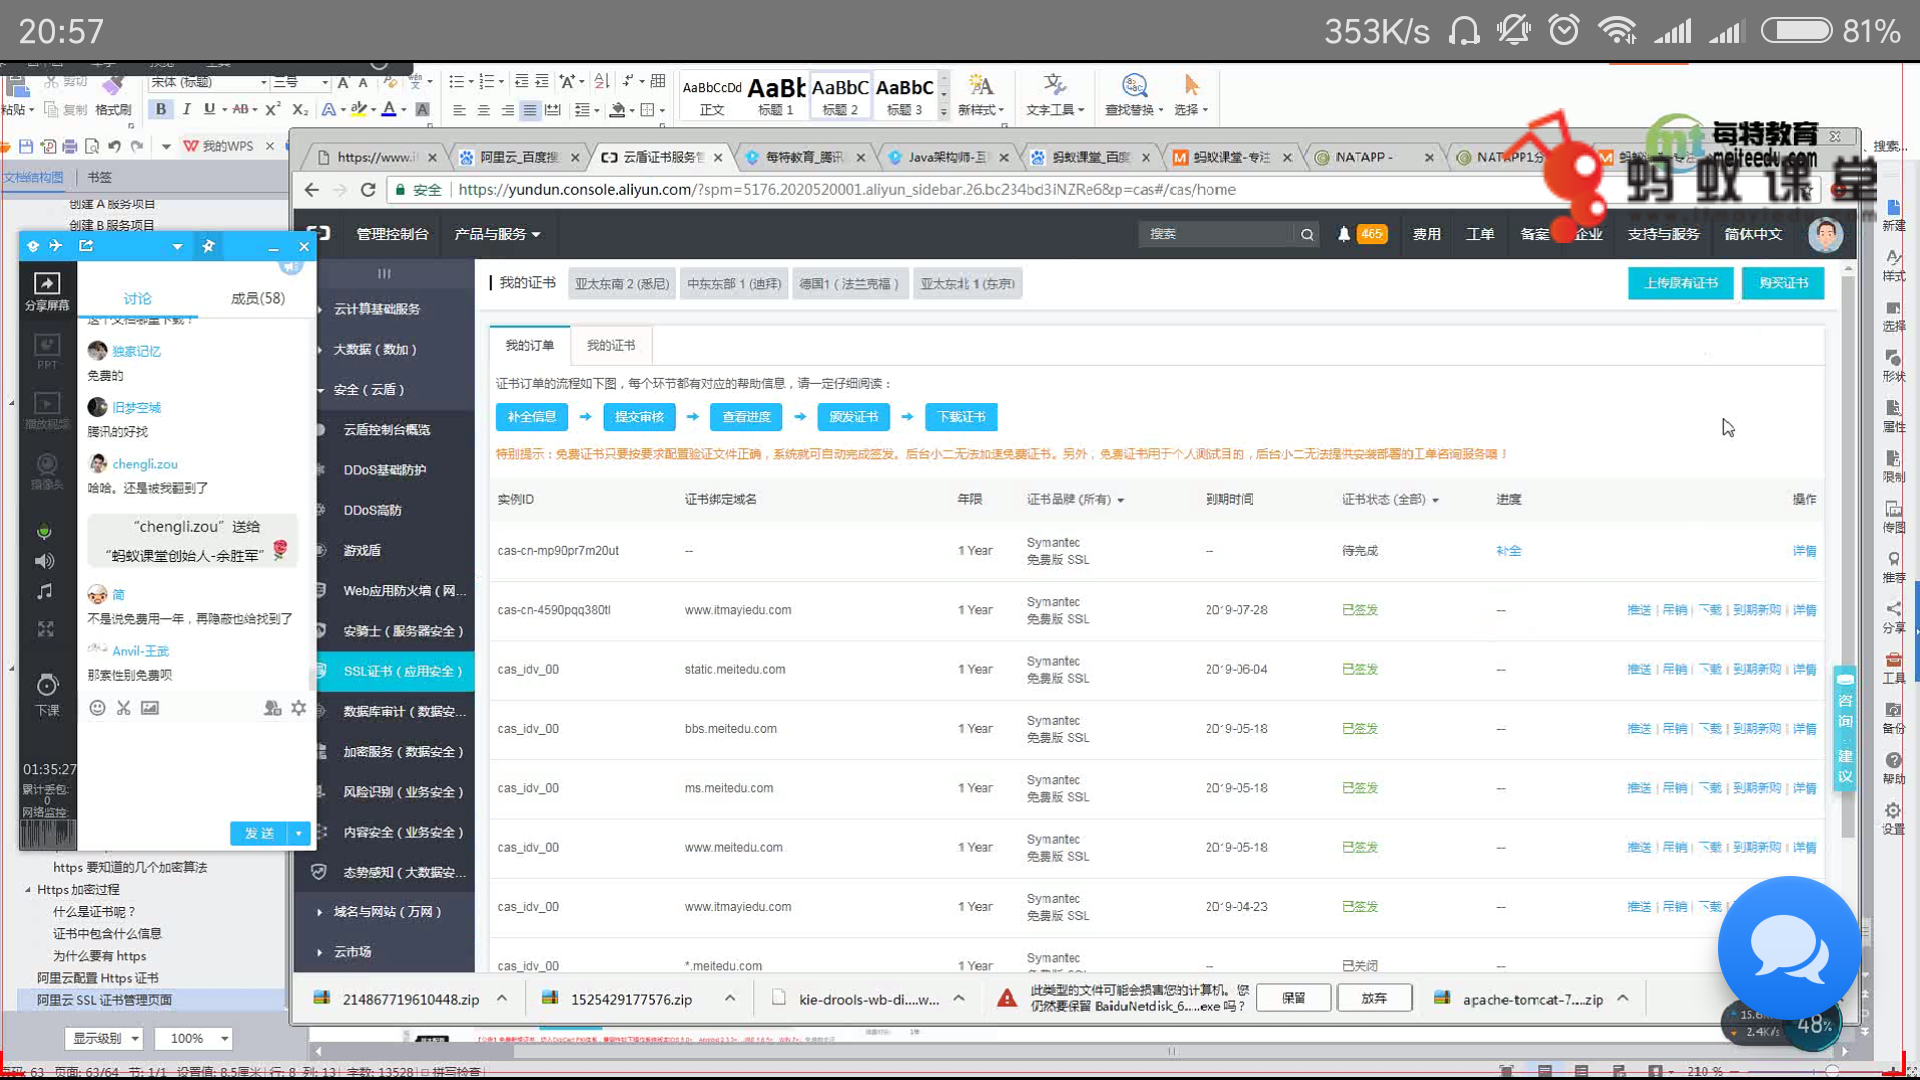 20:57
353K/s
81%
宋体 (标题)
三号
AaBbCcDd
AaBb
AaBbC
AaBbC
粘贴
复制
格式刷
正文
标题 1
标题 2
标题 3
新样式
文字工具
查找替换
选择
我的WPS
搜索...
文档结构图
书签
创建 A 服务项目
创建 B 服务项目
每特教育
meiteedu.com
蚂蚁课堂
阿里云_百度搜
云盾证书服务管
每特教育_腾讯
Java架构师-互
蚂蚁课堂_百度
蚂蚁课堂-专注
NATAPP -
NATAPP1分
安全
https://yundun.console.aliyun.com/?spm=5176.2020520001.aliyun_sidebar.26.bc234bd3iNZRe6&p=cas#/cas/home
管理控制台
产品与服务
搜索
465
费用
工单
备案
企业
支持与服务
简体中文
讨论
成员(58)
分享屏幕
PPT
播放视频
摄像头
下课
独家记忆
免费的
旧梦空城
腾讯的好找
chengli.zou
哈哈。还是被我翻到了
“chengli.zou”送给
“蚂蚁课堂创始人-余胜军”
简
不是说免费用一年，再隐蔽也给找到了
Anvil-王武
那素性别免费呗
01:35:27
累计丢包:
0
网络监控:
发 送
云计算基础服务
大数据（数加）
安全（云盾）
云盾控制台概览
DDoS基础防护
DDoS高防
游戏盾
Web应用防火墙（网...
安骑士（服务器安全）
SSL证书（应用安全）
数据库审计（数据安...
加密服务（数据安全）
风险识别（业务安全）
内容安全（业务安全）
态势感知（大数据安...
域名与网站（万网）
云市场
我的证书
亚太东南 2 (悉尼)
中东东部 1 (迪拜)
德国1（法兰克福）
亚太东北 1 (东京)
上传原有证书
购买证书
我的订单
我的证书
证书订单的流程如下图，每个环节都有对应的帮助信息，请一定仔细阅读：
补全信息
提交审核
查看进度
颁发证书
下载证书
特别提示：免费证书只要按要求配置验证文件正确，系统就可自动完成签发。后台小二无法加速免费证书。另外，免费证书用于个人测试目的，后台小二无法提供安装部署的工单咨询服务哦！
实例ID 证书绑定域名 年限 证书品牌 (所有) 到期时间 证书状态 (全部) 进度 操作
cas-cn-mp90pr7m20ut -- 1 Year Symantec 免费版 SSL -- 待完成 补全 详情
cas-cn-4590pqq380tl www.itmayiedu.com 1 Year Symantec 免费版 SSL 2019-07-28 已签发 -- 推送 | 吊销 | 下载 | 到期新购 | 详情
cas_idv_00 static.meitedu.com 1 Year Symantec 免费版 SSL 2019-06-04 已签发 -- 推送 | 吊销 | 下载 | 到期新购 | 详情
cas_idv_00 bbs.meitedu.com 1 Year Symantec 免费版 SSL 2019-05-18 已签发 -- 推送 | 吊销 | 下载 | 到期新购 | 详情
cas_idv_00 ms.meitedu.com 1 Year Symantec 免费版 SSL 2019-05-18 已签发 -- 推送 | 吊销 | 下载 | 到期新购 | 详情
cas_idv_00 www.meitedu.com 1 Year Symantec 免费版 SSL 2019-05-18 已签发 -- 推送 | 吊销 | 下载 | 到期新购 | 详情
cas_idv_00 www.itmayiedu.com 1 Year Symantec 免费版 SSL 2019-04-23 已签发 -- 推送 | 吊销 | 下载
cas_idv_00 *.meitedu.com 1 Year Symantec -- 已关闭
咨询·建议
新建
样式
选择
形状
属性
限制
传图
推荐
分享
工具
备份
帮助
设置
https 要知道的几个加密算法
Https 加密过程
什么是证书呢？
证书中包含什么信息
为什么要有 https
阿里云配置 Https 证书
阿里云 SSL 证书管理页面
显示级别
100%
214867719610448.zip
1525429177576.zip
kie-drools-wb-di....w...
此类型的文件可能会损害您的计算机。您
仍然要保留 BaiduNetdisk_6....exe 吗？
保留
放弃
apache-tomcat-7....zip
2.4K/s
48%
页码: 63 页面: 63/64 节: 1/1 设置值: 8.5厘米 行: 8 列: 13 字数: 13528 拼写检查
210 %